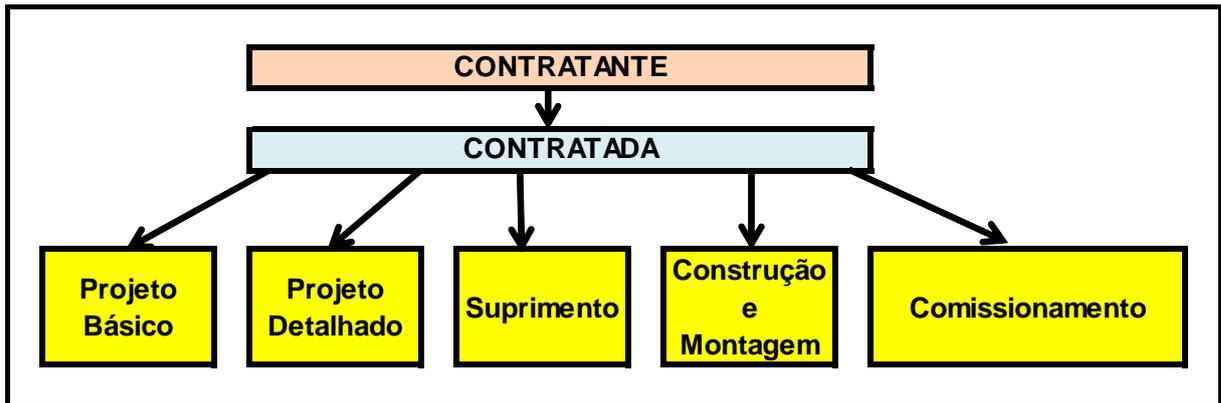 CONTRATANTE
CONTRATADA
Projeto
Básico
Projeto
Detalhado
Suprimento
Construção
e
Montagem
Comissionamento